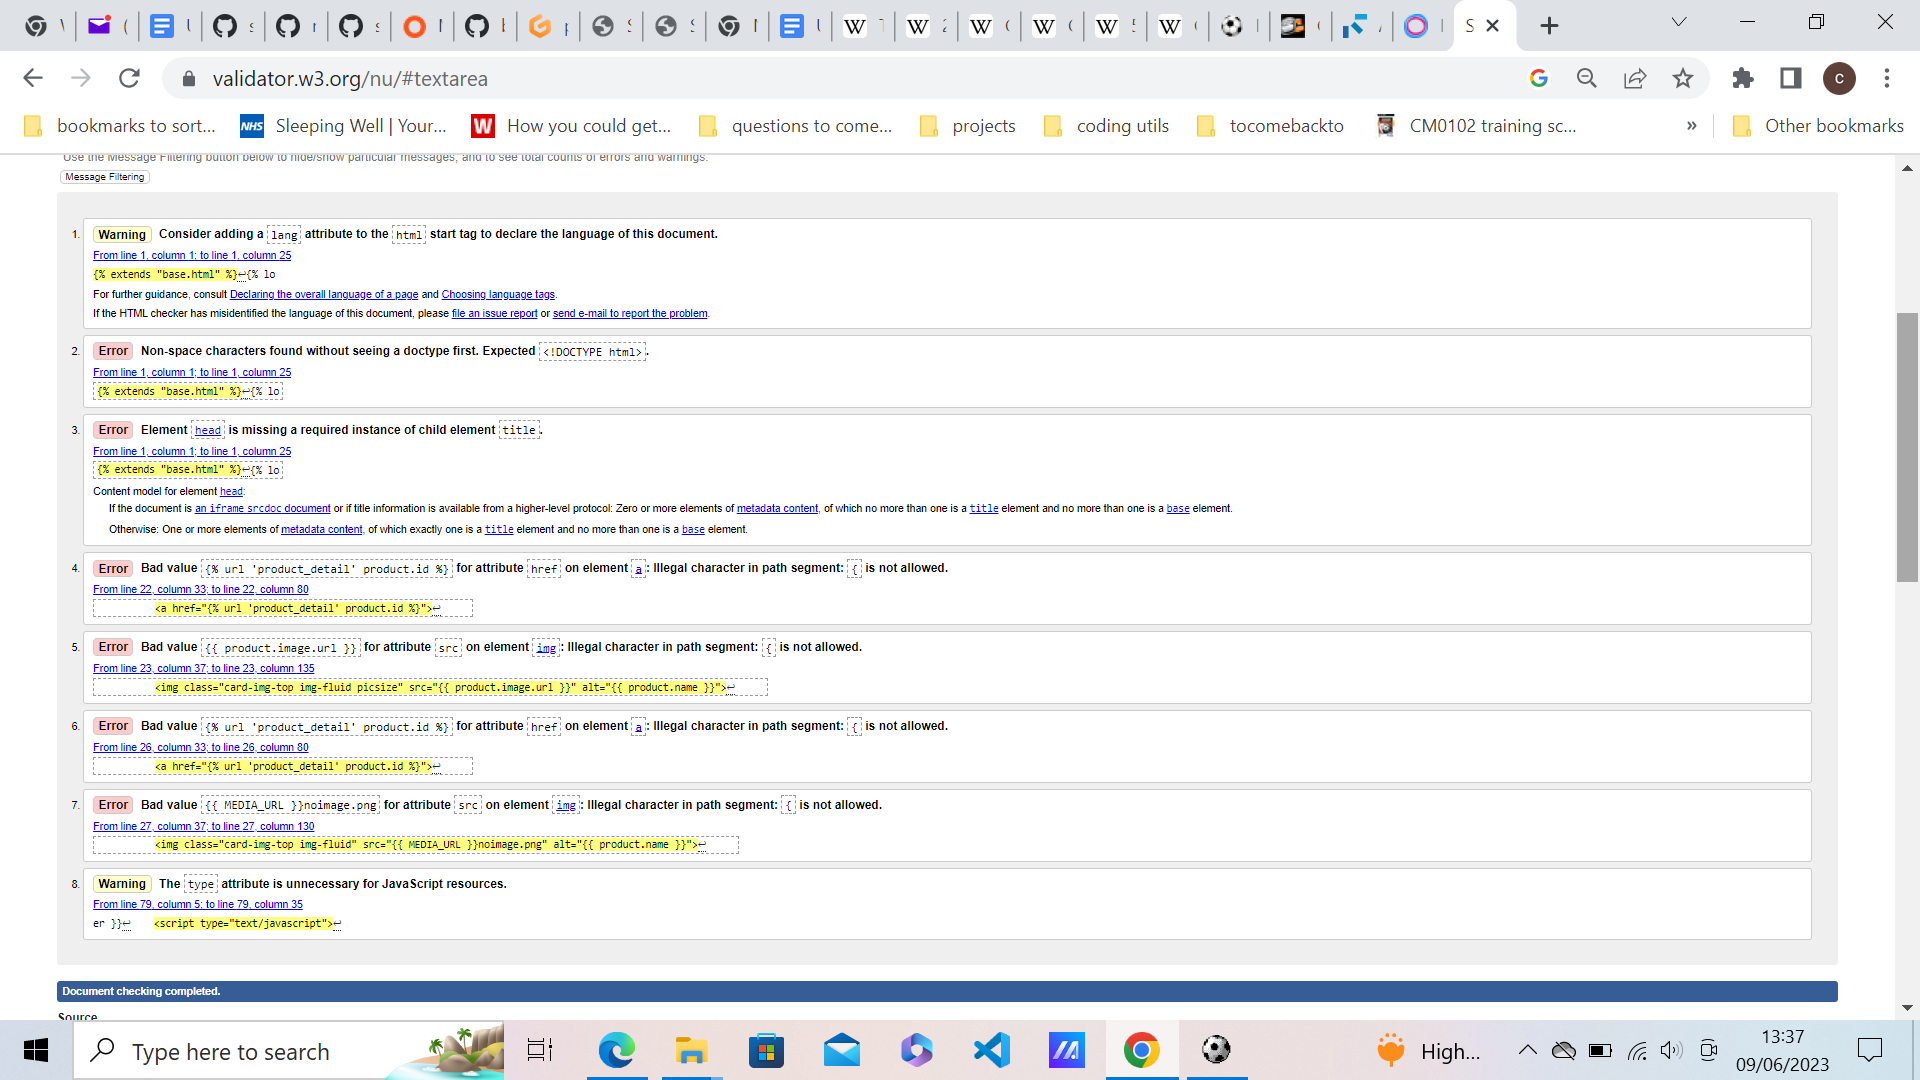 validator.w3.org/nu/#textarea
bookmarks to sort...
NHS
Sleeping Well | Your...
W
How you could get...
questions to come...
projects
coding utils
tocomebackto
CM0102 training sc...
»
Other bookmarks
Use the Message Filtering button below to hide/show particular messages, and to see total counts of errors and warnings.
Message Filtering
1. Warning Consider adding a lang attribute to the html start tag to declare the language of this document.
From line 1, column 1; to line 1, column 25
{% extends "base.html" %}↩{% lo
For further guidance, consult Declaring the overall language of a page and Choosing language tags.
If the HTML checker has misidentified the language of this document, please file an issue report or send e-mail to report the problem.
2. Error Non-space characters found without seeing a doctype first. Expected <!DOCTYPE html>.
From line 1, column 1; to line 1, column 25
{% extends "base.html" %}↩{% lo
3. Error Element head is missing a required instance of child element title.
From line 1, column 1; to line 1, column 25
{% extends "base.html" %}↩{% lo
Content model for element head:
If the document is an iframe srcdoc document or if title information is available from a higher-level protocol: Zero or more elements of metadata content, of which no more than one is a title element and no more than one is a base element.
Otherwise: One or more elements of metadata content, of which exactly one is a title element and no more than one is a base element.
4. Error Bad value {% url 'product_detail' product.id %} for attribute href on element a: Illegal character in path segment: { is not allowed.
From line 22, column 33; to line 22, column 80
<a href="{% url 'product_detail' product.id %}">↩
5. Error Bad value {{ product.image.url }} for attribute src on element img: Illegal character in path segment: { is not allowed.
From line 23, column 37; to line 23, column 135
<img class="card-img-top img-fluid picsize" src="{{ product.image.url }}" alt="{{ product.name }}">↩
6. Error Bad value {% url 'product_detail' product.id %} for attribute href on element a: Illegal character in path segment: { is not allowed.
From line 26, column 33; to line 26, column 80
<a href="{% url 'product_detail' product.id %}">↩
7. Error Bad value {{ MEDIA_URL }}noimage.png for attribute src on element img: Illegal character in path segment: { is not allowed.
From line 27, column 37; to line 27, column 130
<img class="card-img-top img-fluid" src="{{ MEDIA_URL }}noimage.png" alt="{{ product.name }}">↩
8. Warning The type attribute is unnecessary for JavaScript resources.
From line 79, column 5; to line 79, column 35
er }}↩ <script type="text/javascript">↩
Document checking completed.
Source
Type here to search
High...
13:37
09/06/2023